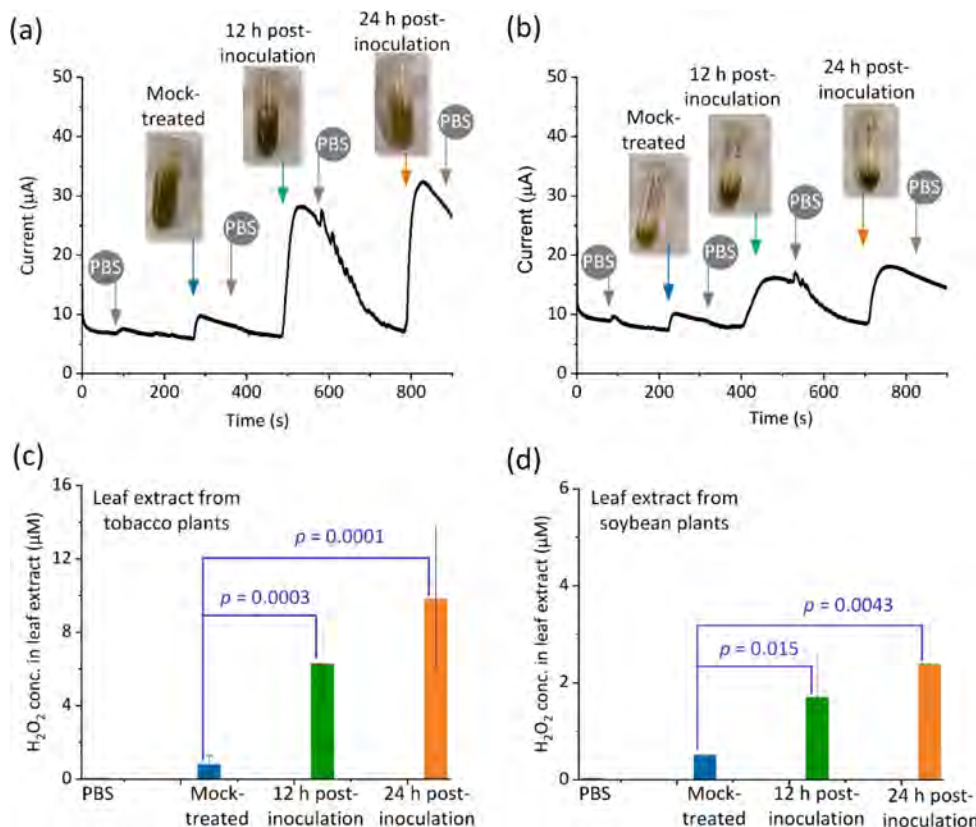 (a)
12 h post-
inoculation
24 h post-
inoculation
Mock-
treated
PBS
PBS
PBS
PBS
50
40
30
20
10
0
Current (µA)
0
200
400
600
800
Time (s)
(b)
12 h post-
inoculation
24 h post-
inoculation
Mock-
treated
PBS
PBS
PBS
PBS
50
40
30
20
10
0
Current (µA)
0
200
400
600
800
Time (s)
(c)
Leaf extract from
tobacco plants
p = 0.0001
p = 0.0003
16
12
8
4
0
H₂O₂ conc. in leaf extract (µM)
PBS
Mock-
treated
12 h post-
inoculation
24 h post-
inoculation
(d)
Leaf extract from
soybean plants
p = 0.0043
p = 0.015
6
4
2
0
H₂O₂ conc. in leaf extract (µM)
PBS
Mock-
treated
12 h post-
inoculation
24 h post-
inoculation